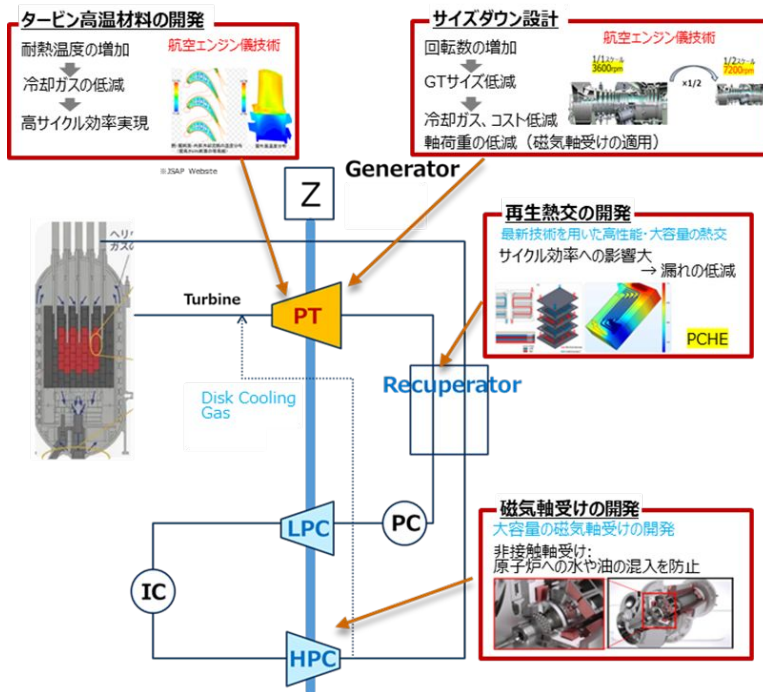 タービン高温材料の開発
耐熱温度の増加
冷却ガスの低減
高サイクル効率実現
航空エンジン儀技術
※JSAP Website
サイズダウン設計
回転数の増加
GTサイズ低減
冷却ガス、コスト低減
軸荷重の低減（磁気軸受けの適用）
航空エンジン儀技術
1/1スケール
3600rpm
×1/2
1/2スケール
7200rpm
Generator
Z
再生熱交の開発
最新技術を用いた高性能・大容量の熱交
サイクル効率への影響大
→ 漏れの低減
PCHE
ヘリウ
ガスの
Turbine
PT
Recuperator
Disk Cooling
Gas
LPC
PC
IC
HPC
磁気軸受けの開発
大容量の磁気軸受けの開発
非接触軸受け:
原子炉への水や油の混入を防止